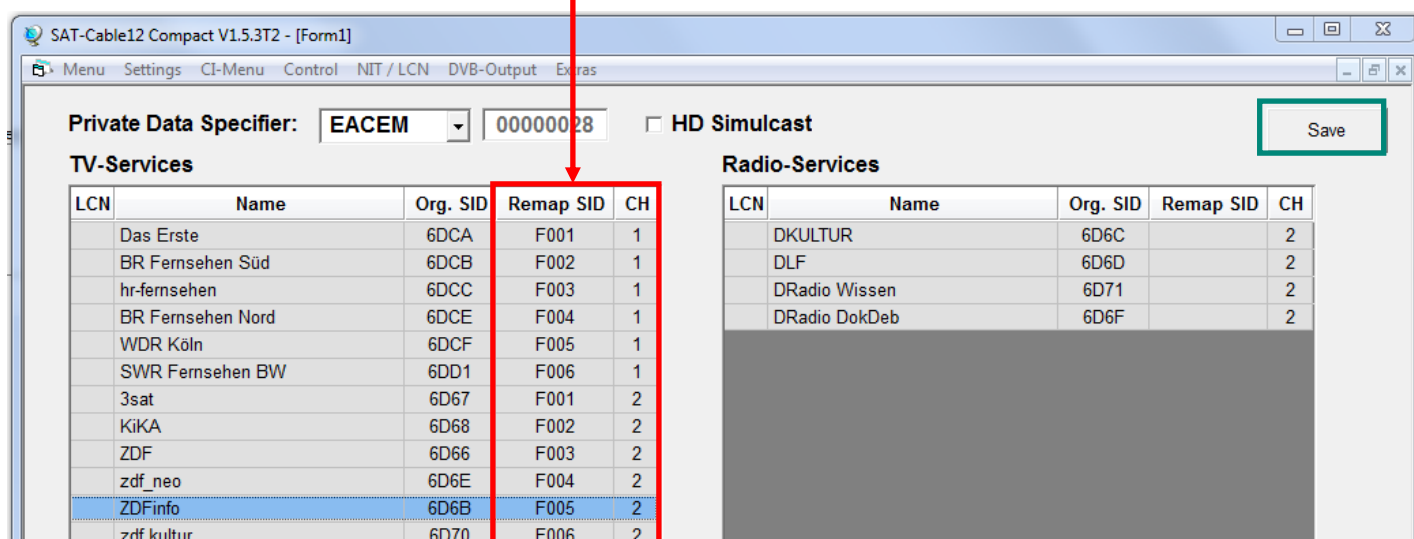 SAT-Cable12 Compact V1.5.3T2 - [Form1]
Menu Settings CI-Menu Control NIT / LCN DVB-Output Extras
Private Data Specifier: EACEM 00000028 HD Simulcast Save
TV-Services Radio-Services
LCN Name Org. SID Remap SID CH LCN Name Org. SID Remap SID CH
Das Erste 6DCA F001 1 DKULTUR 6D6C 2
BR Fernsehen Süd 6DCB F002 1 DLF 6D6D 2
hr-fernsehen 6DCC F003 1 DRadio Wissen 6D71 2
BR Fernsehen Nord 6DCE F004 1 DRadio DokDeb 6D6F 2
WDR Köln 6DCF F005 1
SWR Fernsehen BW 6DD1 F006 1
3sat 6D67 F001 2
KiKA 6D68 F002 2
ZDF 6D66 F003 2
zdf_neo 6D6E F004 2
ZDFinfo 6D6B F005 2
zdf.kultur 6D70 F006 2